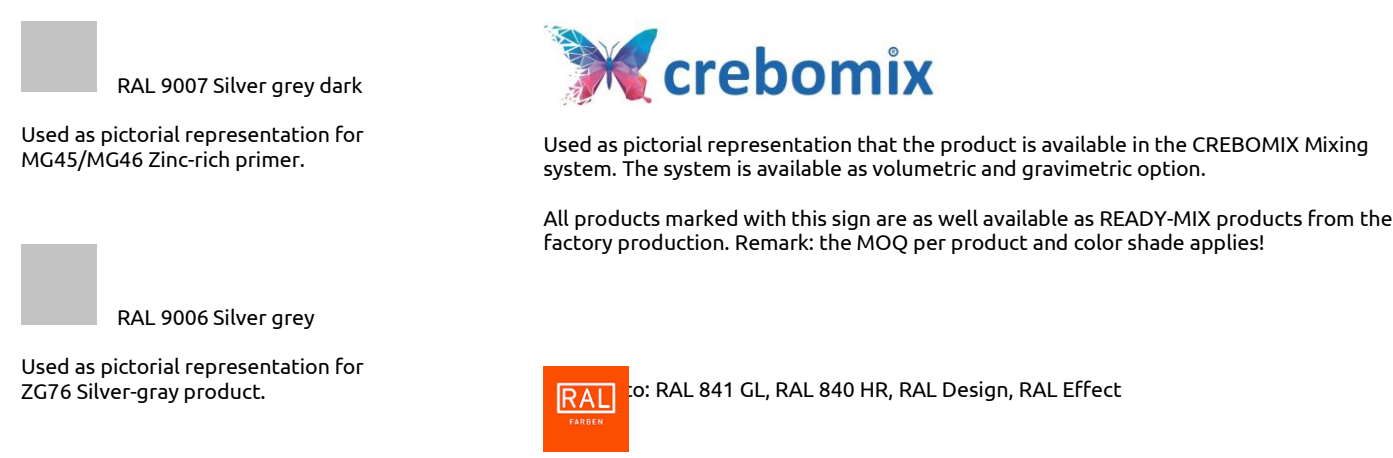 RAL 9007 Silver grey dark
Used as pictorial representation for
MG45/MG46 Zinc-rich primer.
RAL 9006 Silver grey
Used as pictorial representation for
ZG76 Silver-gray product.
crebomix
®
Used as pictorial representation that the product is available in the CREBOMIX Mixing
system. The system is available as volumetric and gravimetric option.
All products marked with this sign are as well available as READY-MIX products from the
factory production. Remark: the MOQ per product and color shade applies!
RAL
FARBEN
to: RAL 841 GL, RAL 840 HR, RAL Design, RAL Effect